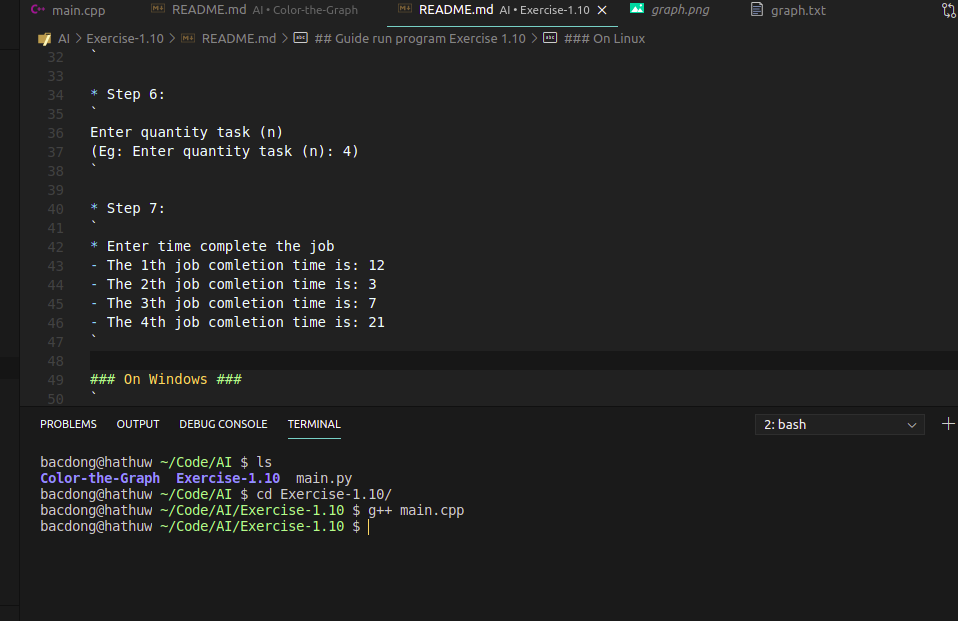 main.cpp README.md AI • Color-the-Graph README.md AI • Exercise-1.10 graph.png graph.txt
AI > Exercise-1.10 > README.md > ## Guide run program Exercise 1.10 > ### On Linux
32 `
33
34 * Step 6:
35 `
36 Enter quantity task (n)
37 (Eg: Enter quantity task (n): 4)
38 `
39
40 * Step 7:
41 `
42 * Enter time complete the job
43 - The 1th job comletion time is: 12
44 - The 2th job comletion time is: 3
45 - The 3th job comletion time is: 7
46 - The 4th job comletion time is: 21
47 `
48
49 ### On Windows ###
50 `
PROBLEMS OUTPUT DEBUG CONSOLE TERMINAL 2: bash
bacdong@hathuw ~/Code/AI $ ls
Color-the-Graph Exercise-1.10 main.py
bacdong@hathuw ~/Code/AI $ cd Exercise-1.10/
bacdong@hathuw ~/Code/AI/Exercise-1.10 $ g++ main.cpp
bacdong@hathuw ~/Code/AI/Exercise-1.10 $